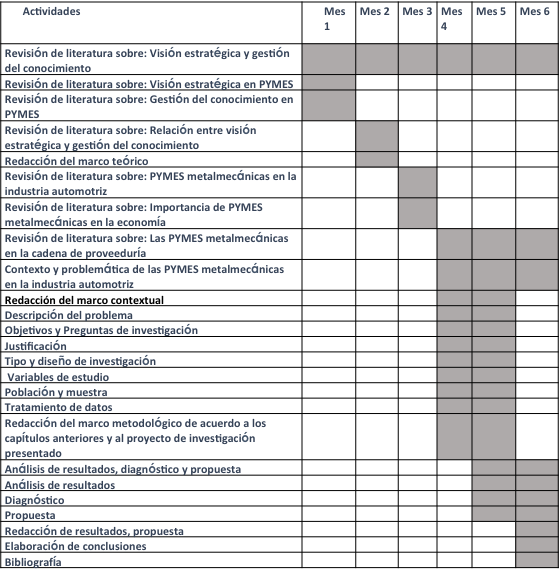 Actividades Mes 1 Mes 2 Mes 3 Mes 4 Mes 5 Mes 6
Revisión de literatura sobre: Visión estratégica y gestión
del conocimiento
Revisión de literatura sobre: Visión estratégica en PYMES
Revisión de literatura sobre: Gestión del conocimiento en
PYMES
Revisión de literatura sobre: Relación entre visión
estratégica y gestión del conocimiento
Redacción del marco teórico
Revisión de literatura sobre: PYMES metalmecánicas en la
industria automotriz
Revisión de literatura sobre: Importancia de PYMES
metalmecánicas en la economía
Revisión de literatura sobre: Las PYMES metalmecánicas
en la cadena de proveeduría
Contexto y problemática de las PYMES metalmecánicas
en la industria automotriz
Redacción del marco contextual
Descripción del problema
Objetivos y Preguntas de investigación
Justificación
Tipo y diseño de investigación
Variables de estudio
Población y muestra
Tratamiento de datos
Redacción del marco metodológico de acuerdo a los
capítulos anteriores y al proyecto de investigación
presentado
Análisis de resultados, diagnóstico y propuesta
Análisis de resultados
Diagnóstico
Propuesta
Redacción de resultados, propuesta
Elaboración de conclusiones
Bibliografía